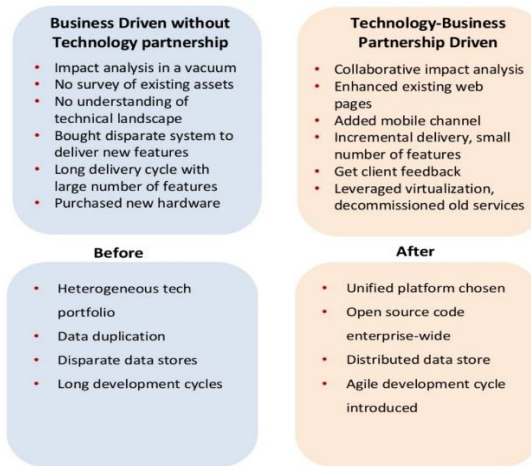 Business Driven without
Technology partnership
• Impact analysis in a vacuum
• No survey of existing assets
• No understanding of
technical landscape
• Bought disparate system to
deliver new features
• Long delivery cycle with
large number of features
• Purchased new hardware
Technology-Business
Partnership Driven
• Collaborative impact analysis
• Enhanced existing web
pages
• Added mobile channel
• Incremental delivery, small
number of features
• Get client feedback
• Leveraged virtualization,
decommissioned old services
Before
• Heterogeneous tech
portfolio
• Data duplication
• Disparate data stores
• Long development cycles
After
• Unified platform chosen
• Open source code
enterprise-wide
• Distributed data store
• Agile development cycle
introduced